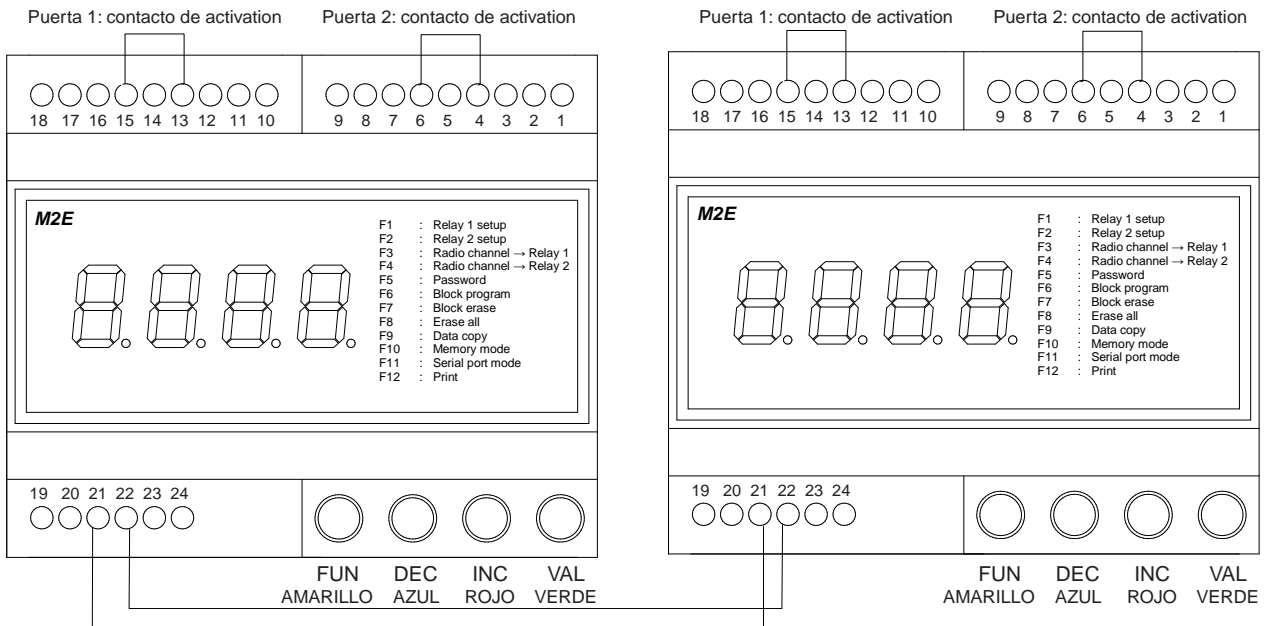 Puerta 1: contacto de activation Puerta 2: contacto de activation
18 17 16 15 14 13 12 11 10 9 8 7 6 5 4 3 2 1
M2E
F1 : Relay 1 setup
F2 : Relay 2 setup
F3 : Radio channel → Relay 1
F4 : Radio channel → Relay 2
F5 : Password
F6 : Block program
F7 : Block erase
F8 : Erase all
F9 : Data copy
F10 : Memory mode
F11 : Serial port mode
F12 : Print
19 20 21 22 23 24
FUN DEC INC VAL
AMARILLO AZUL ROJO VERDE
Puerta 1: contacto de activation Puerta 2: contacto de activation
18 17 16 15 14 13 12 11 10 9 8 7 6 5 4 3 2 1
M2E
F1 : Relay 1 setup
F2 : Relay 2 setup
F3 : Radio channel → Relay 1
F4 : Radio channel → Relay 2
F5 : Password
F6 : Block program
F7 : Block erase
F8 : Erase all
F9 : Data copy
F10 : Memory mode
F11 : Serial port mode
F12 : Print
19 20 21 22 23 24
FUN DEC INC VAL
AMARILLO AZUL ROJO VERDE